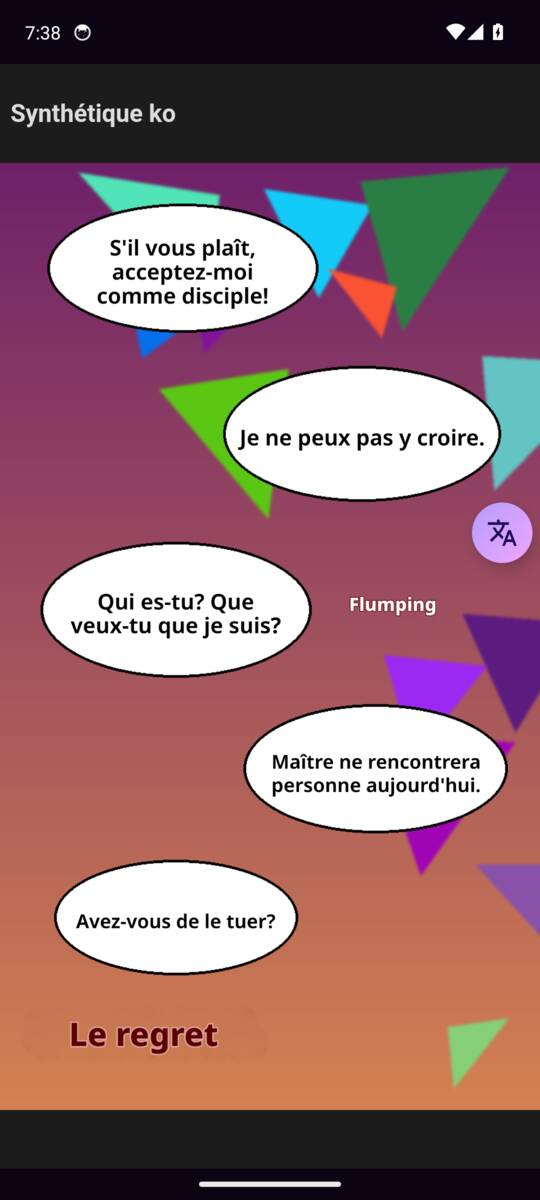 7:38
Synthétique ko
S'il vous plaît,
acceptez-moi
comme disciple!
Je ne peux pas y croire.
Qui es-tu? Que
veux-tu que je suis?
Flumping
Maître ne rencontrera
personne aujourd'hui.
Avez-vous de le tuer?
Le regret